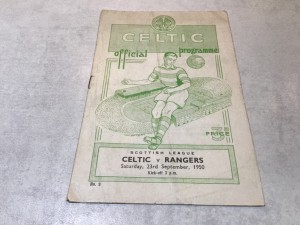 CELTIC
official programme
PRICE
SCOTTISH LEAGUE
CELTIC v. RANGERS
Saturday, 23rd September, 1950
Kick-off 3 p.m.